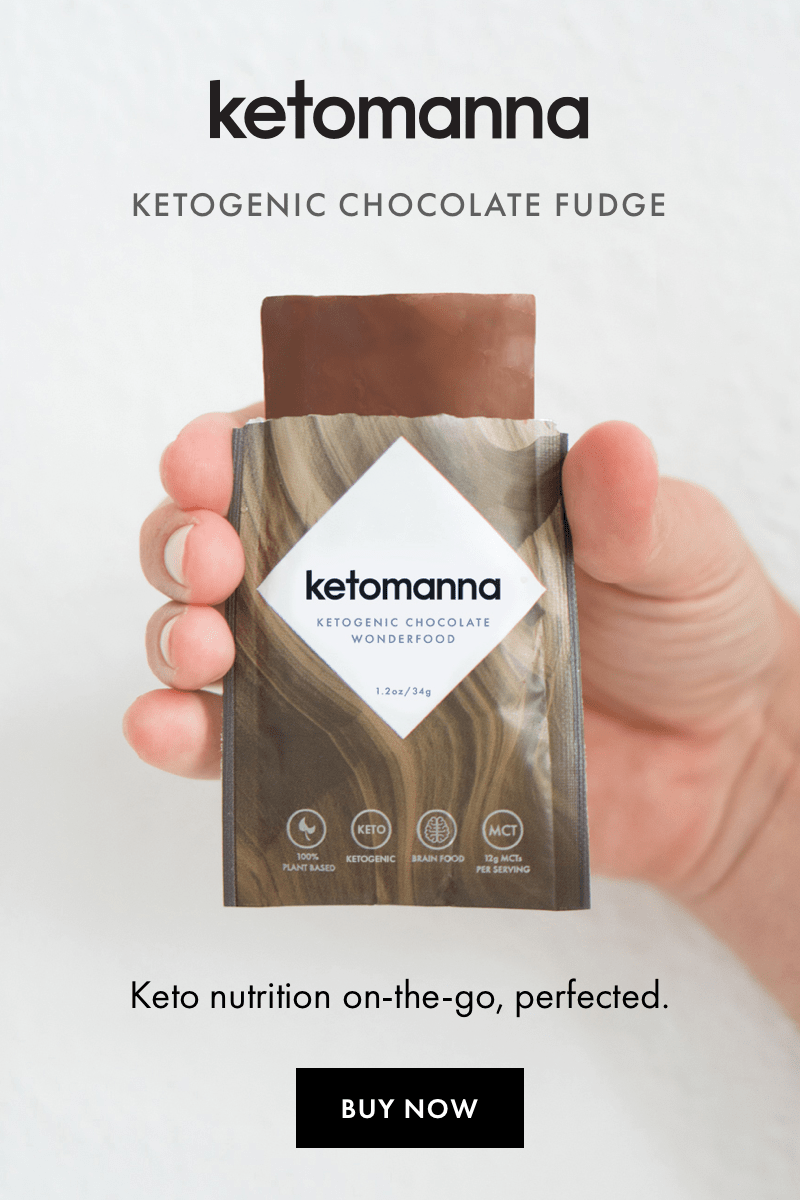 ketomanna
KETOGENIC CHOCOLATE FUDGE
ketomanna
KETOGENIC CHOCOLATE
WONDERFOOD
1.2oz/34g
KETO
MCT
100%
PLANT BASED
KETOGENIC
BRAIN FOOD
12g MCTs
PER SERVING
Keto nutrition on-the-go, perfected.
BUY NOW